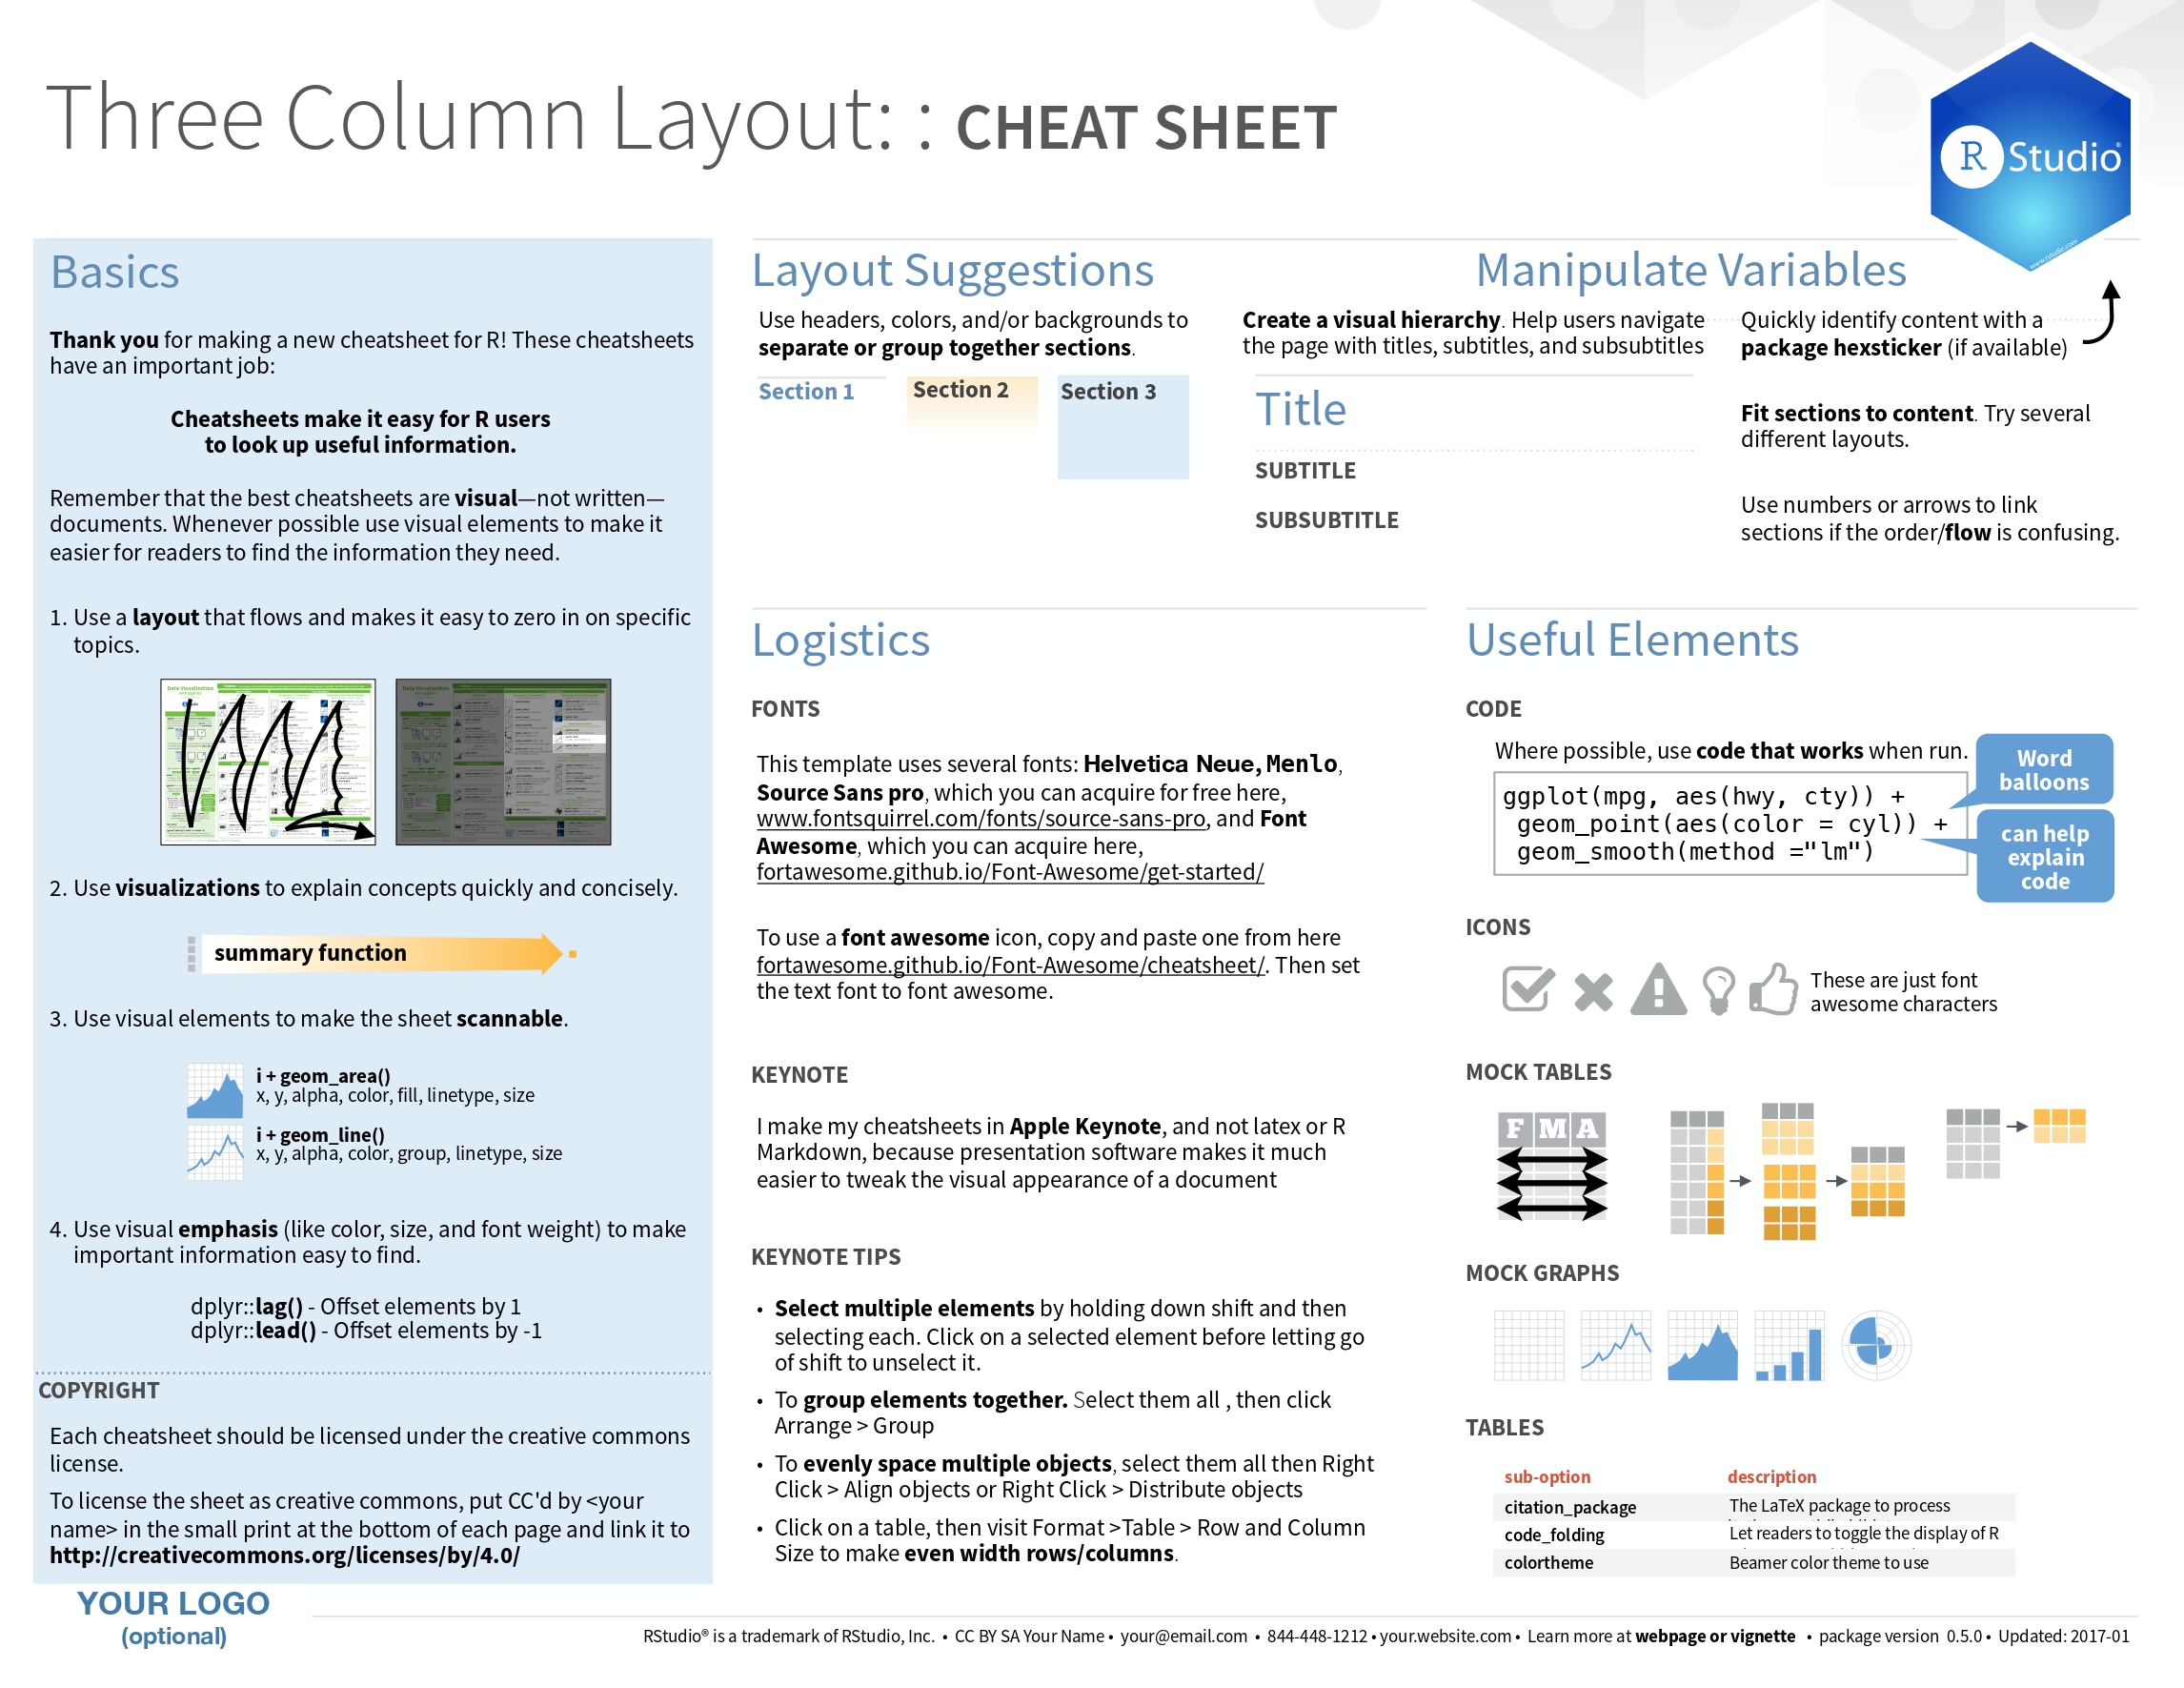 Three Column Layout: : CHEAT SHEET
R Studio®
www.rstudio.com
Basics
Thank you for making a new cheatsheet for R! These cheatsheets
have an important job:
Cheatsheets make it easy for R users
to look up useful information.
Remember that the best cheatsheets are visual—not written—
documents. Whenever possible use visual elements to make it
easier for readers to find the information they need.
1. Use a layout that flows and makes it easy to zero in on specific
topics.
Data Visualization
2. Use visualizations to explain concepts quickly and concisely.
summary function
3. Use visual elements to make the sheet scannable.
i + geom_area()
x, y, alpha, color, fill, linetype, size
i + geom_line()
x, y, alpha, color, group, linetype, size
4. Use visual emphasis (like color, size, and font weight) to make
important information easy to find.
dplyr::lag() - Offset elements by 1
dplyr::lead() - Offset elements by -1
COPYRIGHT
Each cheatsheet should be licensed under the creative commons
license.
To license the sheet as creative commons, put CC'd by <your
name> in the small print at the bottom of each page and link it to
http://creativecommons.org/licenses/by/4.0/
Layout Suggestions
Use headers, colors, and/or backgrounds to
separate or group together sections.
Section 1
Section 2
Section 3
Create a visual hierarchy. Help users navigate
the page with titles, subtitles, and subsubtitles
Title
SUBTITLE
SUBSUBTITLE
Manipulate Variables
Quickly identify content with a
package hexsticker (if available)
Fit sections to content. Try several
different layouts.
Use numbers or arrows to link
sections if the order/flow is confusing.
Logistics
FONTS
This template uses several fonts: Helvetica Neue, Menlo,
Source Sans pro, which you can acquire for free here,
www.fontsquirrel.com/fonts/source-sans-pro, and Font
Awesome, which you can acquire here,
fortawesome.github.io/Font-Awesome/get-started/
To use a font awesome icon, copy and paste one from here
fortawesome.github.io/Font-Awesome/cheatsheet/. Then set
the text font to font awesome.
KEYNOTE
I make my cheatsheets in Apple Keynote, and not latex or R
Markdown, because presentation software makes it much
easier to tweak the visual appearance of a document
KEYNOTE TIPS
• Select multiple elements by holding down shift and then
selecting each. Click on a selected element before letting go
of shift to unselect it.
• To group elements together. Select them all , then click
Arrange > Group
• To evenly space multiple objects, select them all then Right
Click > Align objects or Right Click > Distribute objects
• Click on a table, then visit Format >Table > Row and Column
Size to make even width rows/columns.
Useful Elements
CODE
Where possible, use code that works when run.
ggplot(mpg, aes(hwy, cty)) +
geom_point(aes(color = cyl)) +
geom_smooth(method ="lm")
Word
balloons
can help
explain
code
ICONS
These are just font
awesome characters
MOCK TABLES
F M A
MOCK GRAPHS
TABLES
sub-option description
citation_package The LaTeX package to process
code_folding Let readers to toggle the display of R
colortheme Beamer color theme to use
YOUR LOGO
(optional)
RStudio® is a trademark of RStudio, Inc. • CC BY SA Your Name • your@email.com • 844-448-1212 • your.website.com • Learn more at webpage or vignette • package version 0.5.0 • Updated: 2017-01